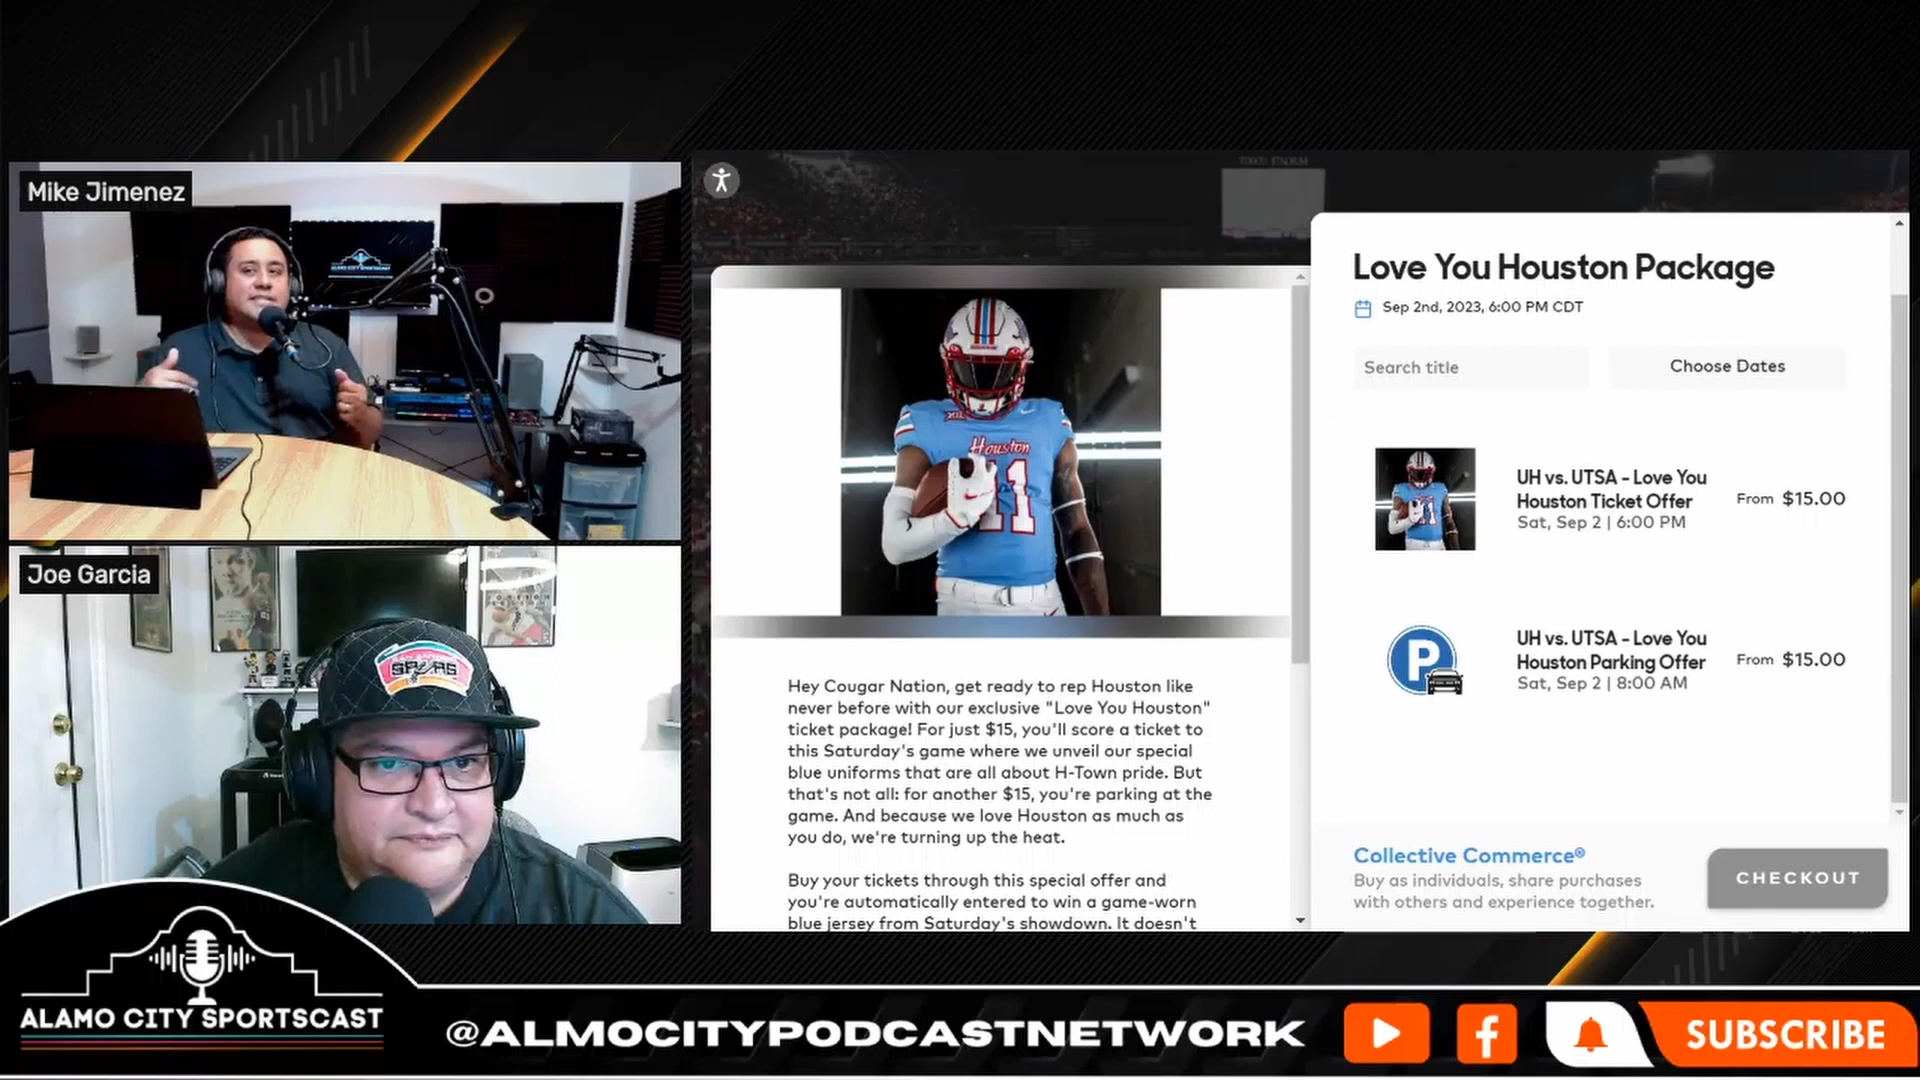 Mike Jimenez
ALAMO CITY SPORTSCAST
Joe Garcia
SPURS
Houston
11
Hey Cougar Nation, get ready to rep Houston like
never before with our exclusive "Love You Houston"
ticket package! For just $15, you'll score a ticket to
this Saturday's game where we unveil our special
blue uniforms that are all about H-Town pride. But
that's not all: for another $15, you're parking at the
game. And because we love Houston as much as
you do, we're turning up the heat.
Buy your tickets through this special offer and
you're automatically entered to win a game-worn
blue jersey from Saturday's showdown. It doesn't
Love You Houston Package
Sep 2nd, 2023, 6:00 PM CDT
Search title
Choose Dates
UH vs. UTSA - Love You
Houston Ticket Offer
Sat, Sep 2 | 6:00 PM
From $15.00
P
UH vs. UTSA - Love You
Houston Parking Offer
Sat, Sep 2 | 8:00 AM
From $15.00
Collective Commerce®
Buy as individuals, share purchases
with others and experience together.
CHECKOUT
ALAMO CITY SPORTSCAST
@ALMOCITYPODCASTNETWORK
SUBSCRIBE